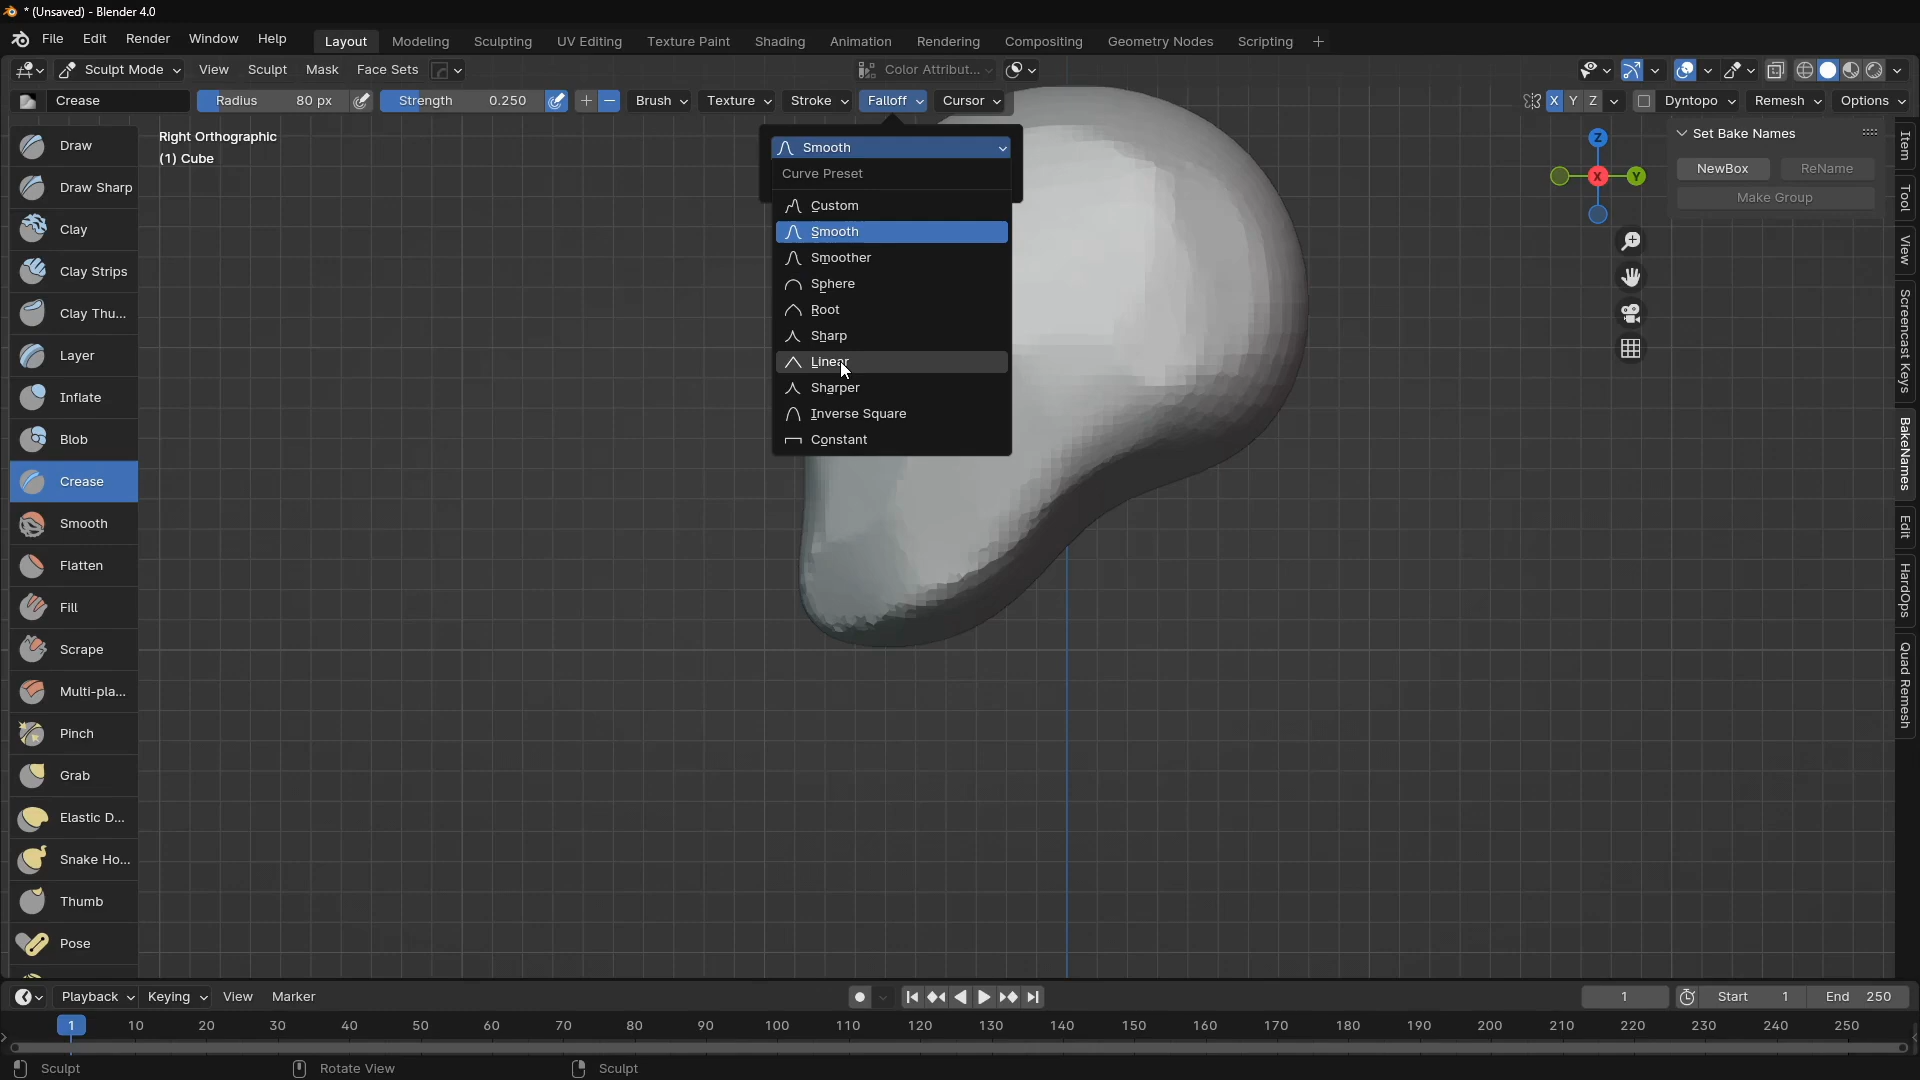 * (Unsaved) - Blender 4.0
File Edit Render Window Help Layout Modeling Sculpting UV Editing Texture Paint Shading Animation Rendering Compositing Geometry Nodes Scripting +
Sculpt Mode View Sculpt Mask Face Sets Color Attribut...
Crease Radius 80 px Strength 0.250 Brush Texture Stroke Falloff Cursor X Y Z Dyntopo Remesh Options
Draw
Draw Sharp
Clay
Clay Strips
Clay Thu...
Layer
Inflate
Blob
Crease
Smooth
Flatten
Fill
Scrape
Multi-pla...
Pinch
Grab
Elastic D...
Snake Ho...
Thumb
Pose
Right Orthographic
(1) Cube
Smooth
Curve Preset
Custom
Smooth
Smoother
Sphere
Root
Sharp
Linear
Sharper
Inverse Square
Constant
Z
X
Y
Set Bake Names
NewBox ReName
Make Group
Item
Tool
View
Screencast Keys
BakeNames
Edit
HardOps
Quad Remesh
Playback Keying View Marker 1 Start 1 End 250
1 10 20 30 40 50 60 70 80 90 100 110 120 130 140 150 160 170 180 190 200 210 220 230 240 250
Sculpt Rotate View Sculpt